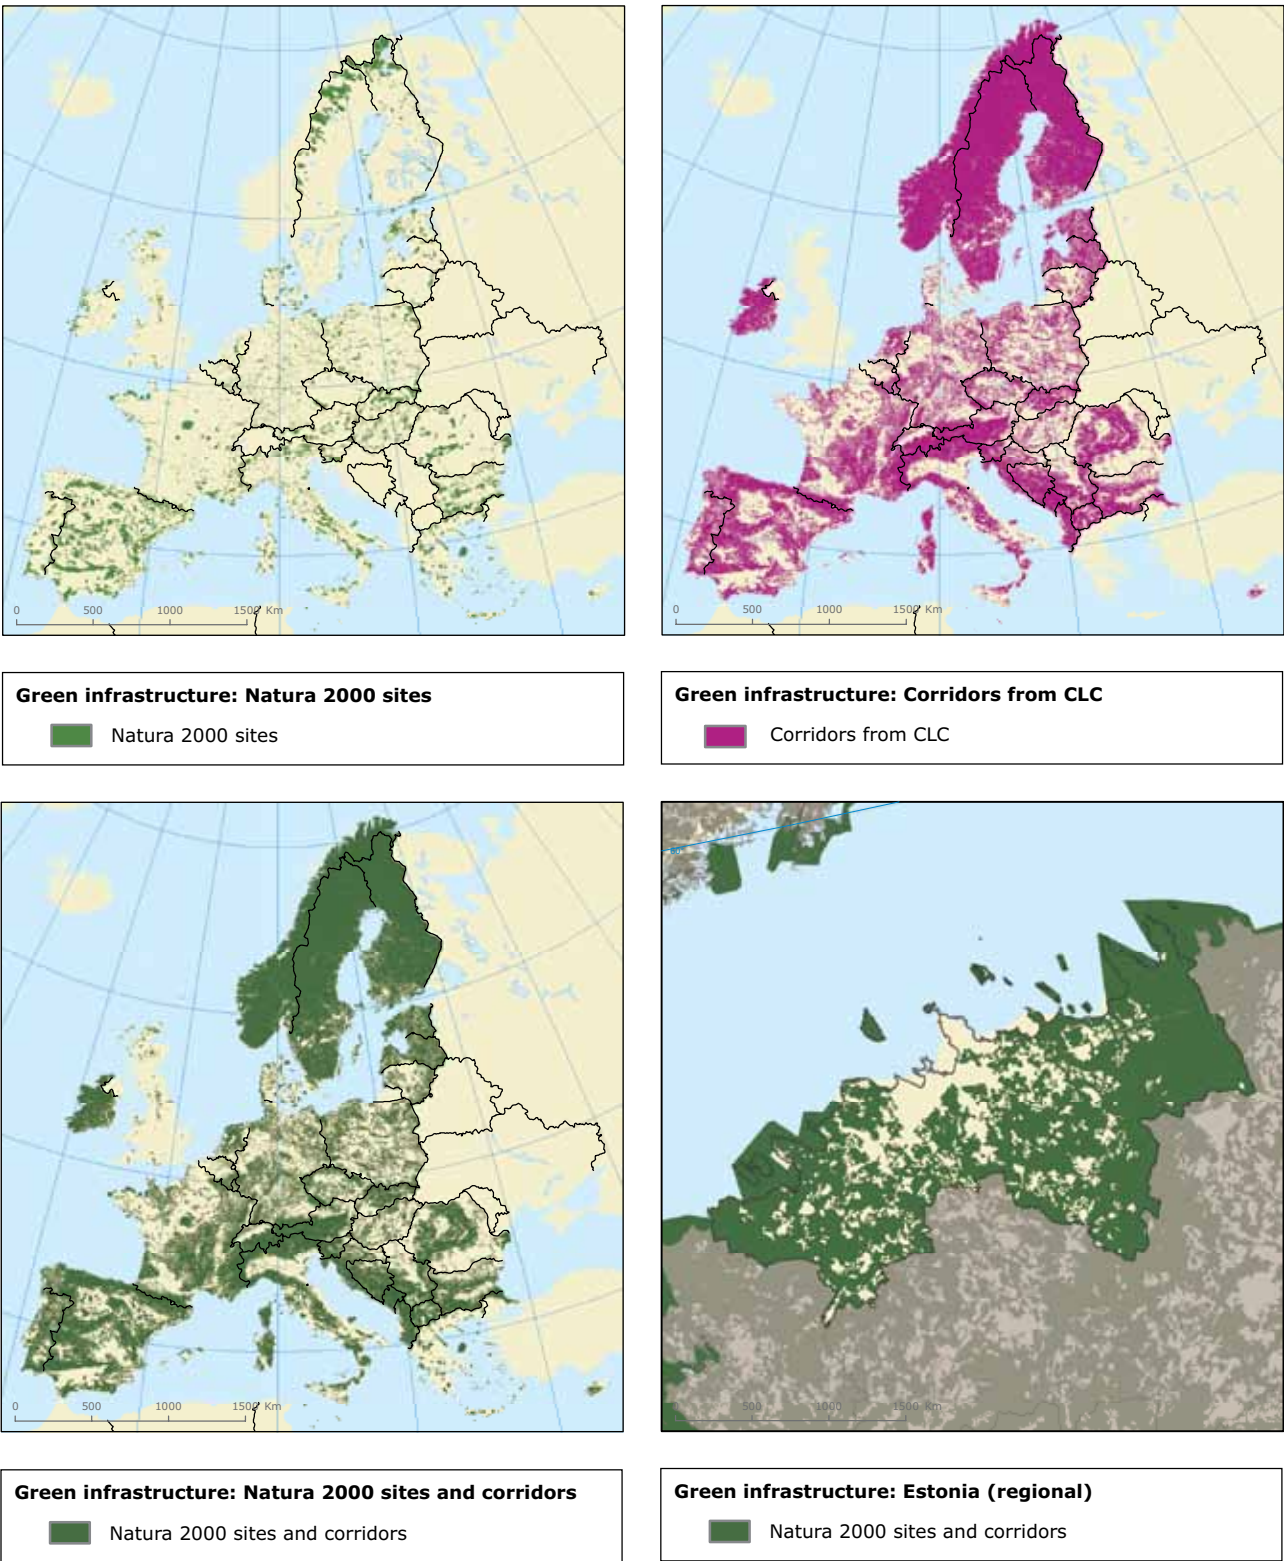 0 500 1000 1500 Km
0 500 1000 1500 Km
Green infrastructure: Natura 2000 sites
Natura 2000 sites
Green infrastructure: Corridors from CLC
Corridors from CLC
0 500 1000 1500 Km
500 1000 1500 Km
Green infrastructure: Natura 2000 sites and corridors
Natura 2000 sites and corridors
Green infrastructure: Estonia (regional)
Natura 2000 sites and corridors